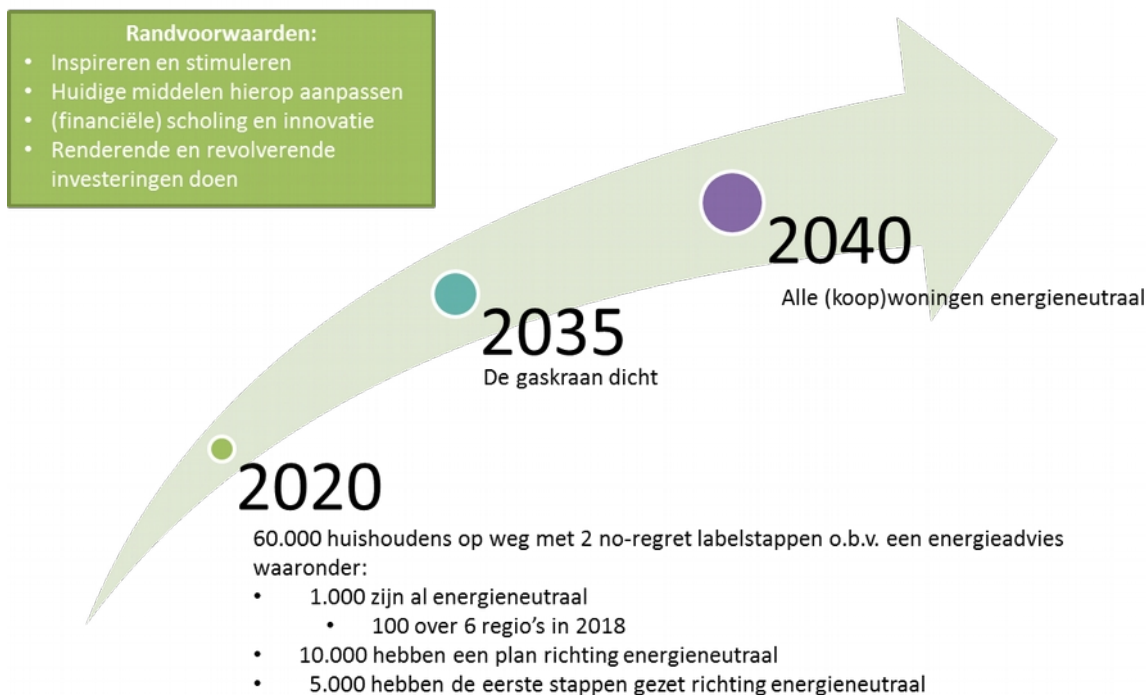 Randvoorwaarden:
• Inspireren en stimuleren
• Huidige middelen hierop aanpassen
• (financiële) scholing en innovatie
• Renderende en revolverende
investeringen doen
2040
Alle (koop)woningen energieneutraal
2035
De gaskraan dicht
2020
60.000 huishoudens op weg met 2 no-regret labelstappen o.b.v. een energieadvies
waaronder:
• 1.000 zijn al energieneutraal
• 100 over 6 regio's in 2018
• 10.000 hebben een plan richting energieneutraal
• 5.000 hebben de eerste stappen gezet richting energieneutraal